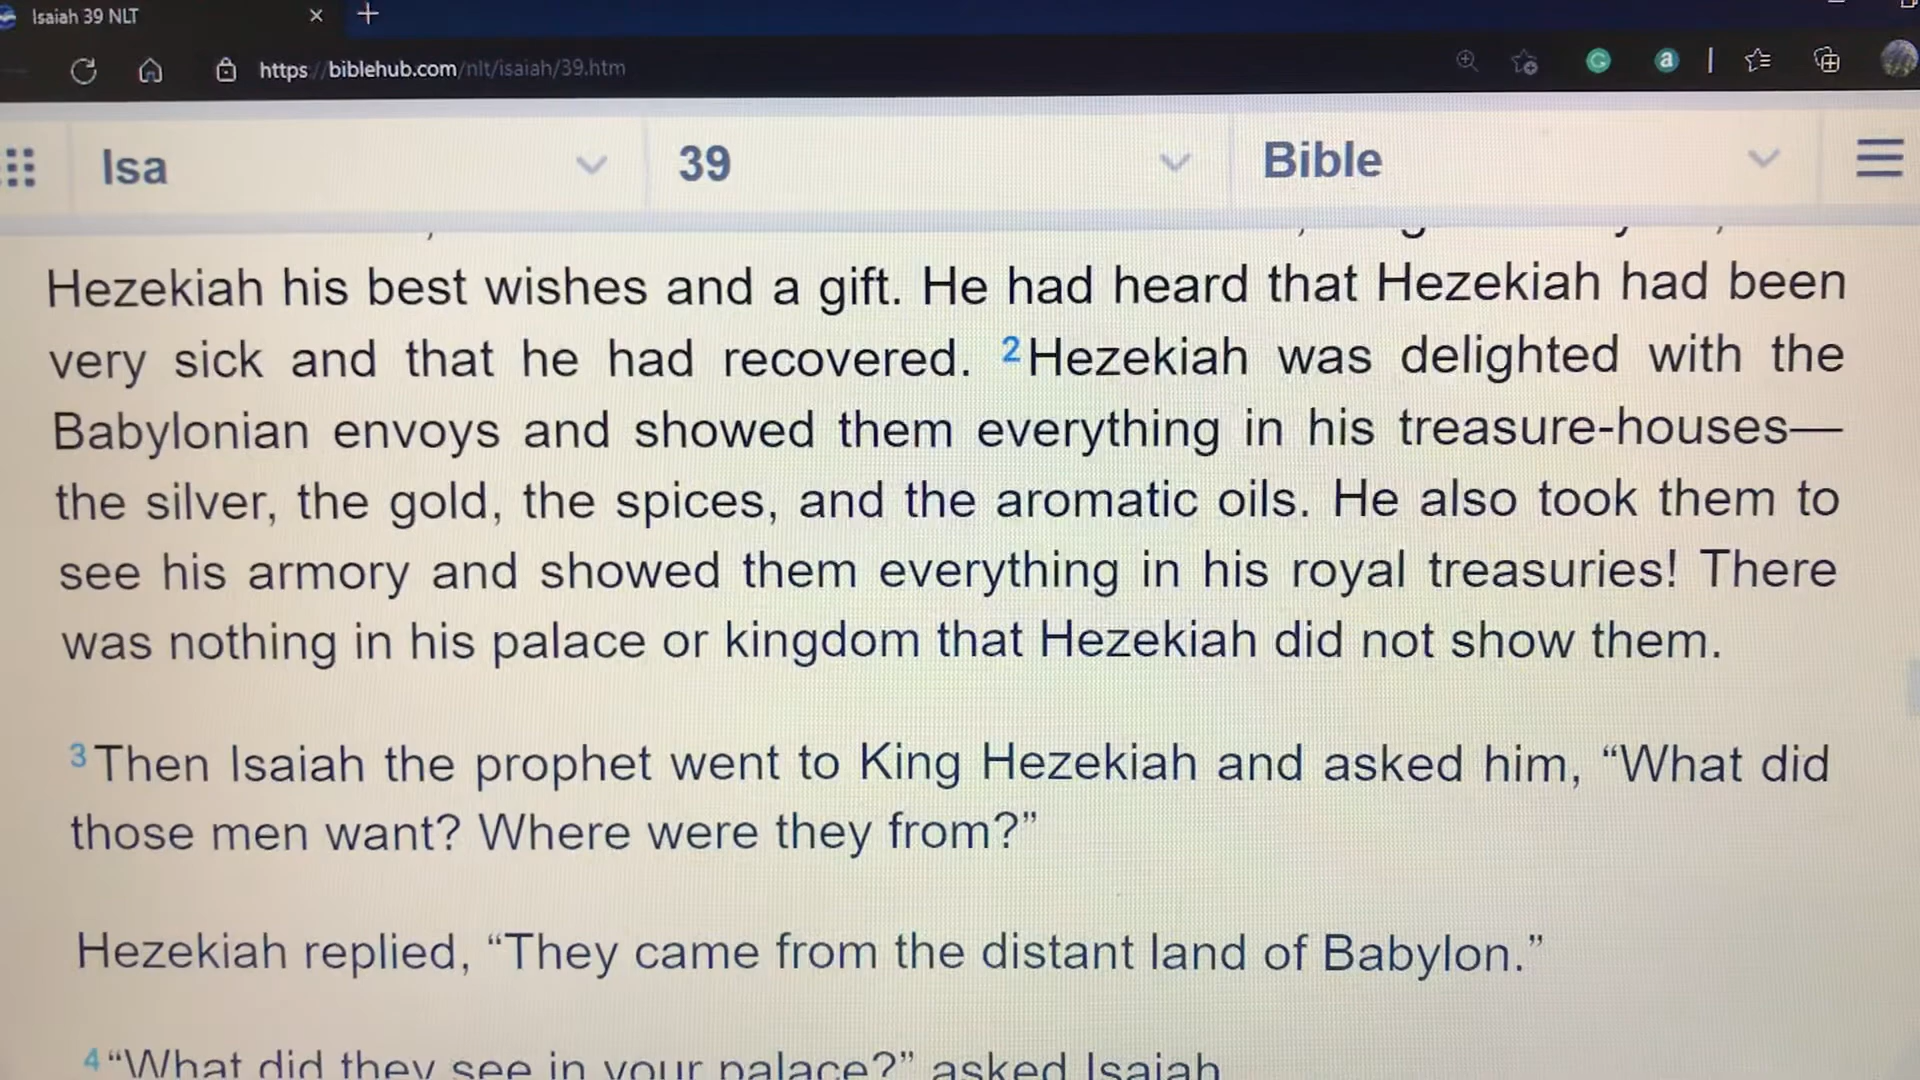 Isaiah 39 NLT
https://biblehub.com/nlt/isaiah/39.htm
Isa 39 Bible
Hezekiah his best wishes and a gift. He had heard that Hezekiah had been
very sick and that he had recovered. 2 Hezekiah was delighted with the
Babylonian envoys and showed them everything in his treasure-houses—
the silver, the gold, the spices, and the aromatic oils. He also took them to
see his armory and showed them everything in his royal treasuries! There
was nothing in his palace or kingdom that Hezekiah did not show them.
3 Then Isaiah the prophet went to King Hezekiah and asked him, “What did
those men want? Where were they from?”
Hezekiah replied, “They came from the distant land of Babylon.”
4 “What did they see in your palace?” asked Isaiah